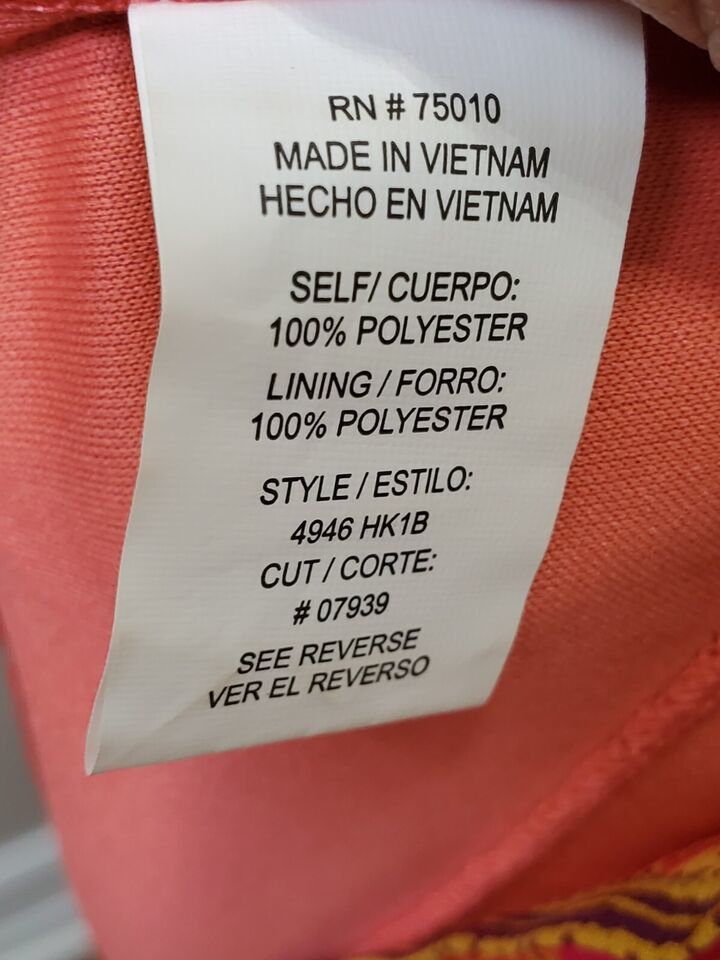 RN # 75010
MADE IN VIETNAM
HECHO EN VIETNAM
SELF/ CUERPO:
100% POLYESTER
LINING / FORRO:
100% POLYESTER
STYLE / ESTILO:
4946 HK1B
CUT / CORTE:
# 07939
SEE REVERSE
VER EL REVERSO